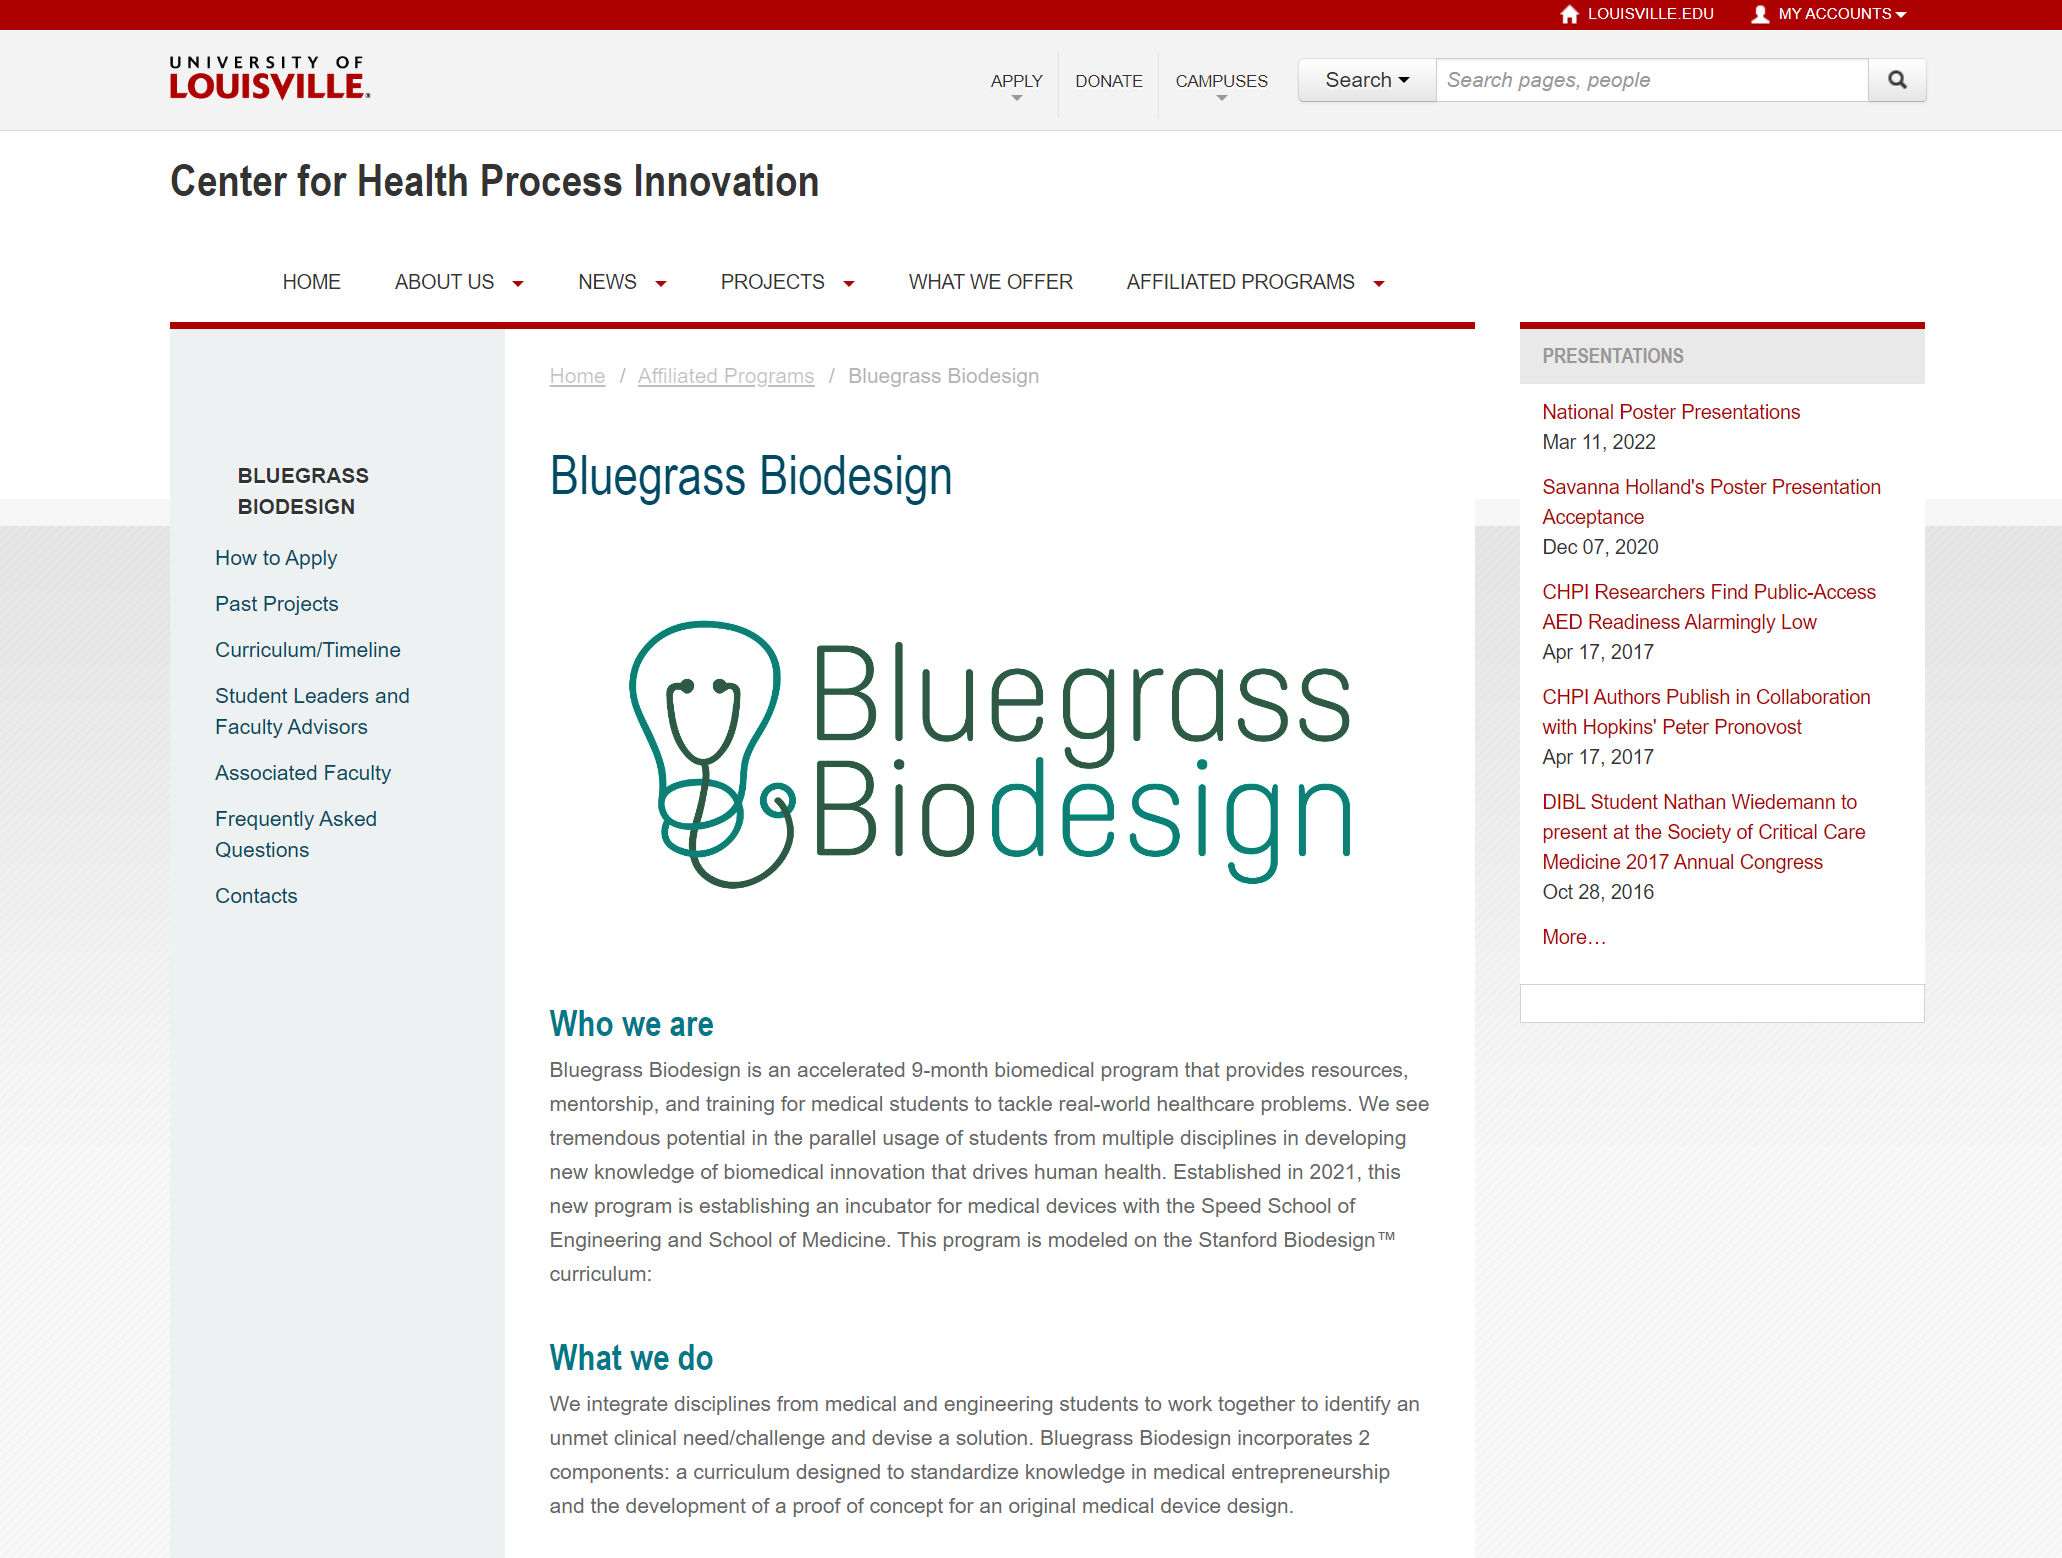 LOUISVILLE.EDU MY ACCOUNTS
UNIVERSITY OF
LOUISVILLE
APPLY DONATE CAMPUSES Search Search pages, people
Center for Health Process Innovation
HOME ABOUT US NEWS PROJECTS WHAT WE OFFER AFFILIATED PROGRAMS
BLUEGRASS
BIODESIGN
How to Apply
Past Projects
Curriculum/Timeline
Student Leaders and
Faculty Advisors
Associated Faculty
Frequently Asked
Questions
Contacts
Home / Affiliated Programs / Bluegrass Biodesign
Bluegrass Biodesign
Bluegrass
Biodesign
Who we are
Bluegrass Biodesign is an accelerated 9-month biomedical program that provides resources,
mentorship, and training for medical students to tackle real-world healthcare problems. We see
tremendous potential in the parallel usage of students from multiple disciplines in developing
new knowledge of biomedical innovation that drives human health. Established in 2021, this
new program is establishing an incubator for medical devices with the Speed School of
Engineering and School of Medicine. This program is modeled on the Stanford Biodesign™
curriculum:
What we do
We integrate disciplines from medical and engineering students to work together to identify an
unmet clinical need/challenge and devise a solution. Bluegrass Biodesign incorporates 2
components: a curriculum designed to standardize knowledge in medical entrepreneurship
and the development of a proof of concept for an original medical device design.
PRESENTATIONS
National Poster Presentations
Mar 11, 2022
Savanna Holland's Poster Presentation
Acceptance
Dec 07, 2020
CHPI Researchers Find Public-Access
AED Readiness Alarmingly Low
Apr 17, 2017
CHPI Authors Publish in Collaboration
with Hopkins' Peter Pronovost
Apr 17, 2017
DIBL Student Nathan Wiedemann to
present at the Society of Critical Care
Medicine 2017 Annual Congress
Oct 28, 2016
More…